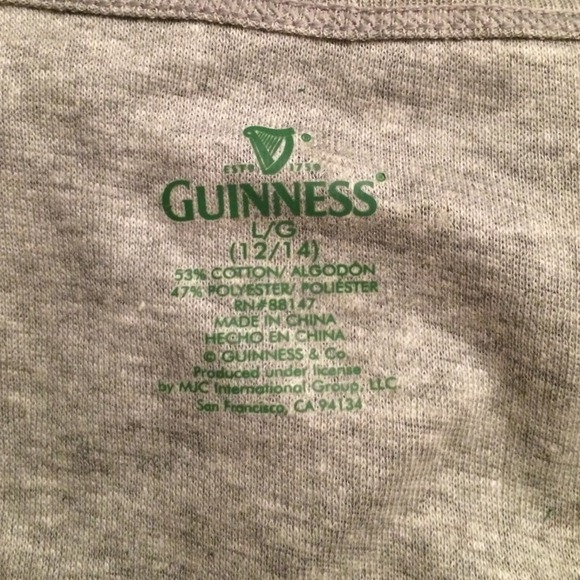 ESTD 1759
GUINNESS
L/G
(12/14)
53% COTTON/ ALGODÓN
47% POLYESTER/ POLIÉSTER
RN#88147
MADE IN CHINA
HECHO EN CHINA
© GUINNESS & Co.
Produced under license
by MJC International Group, LLC
San Francisco, CA 94134